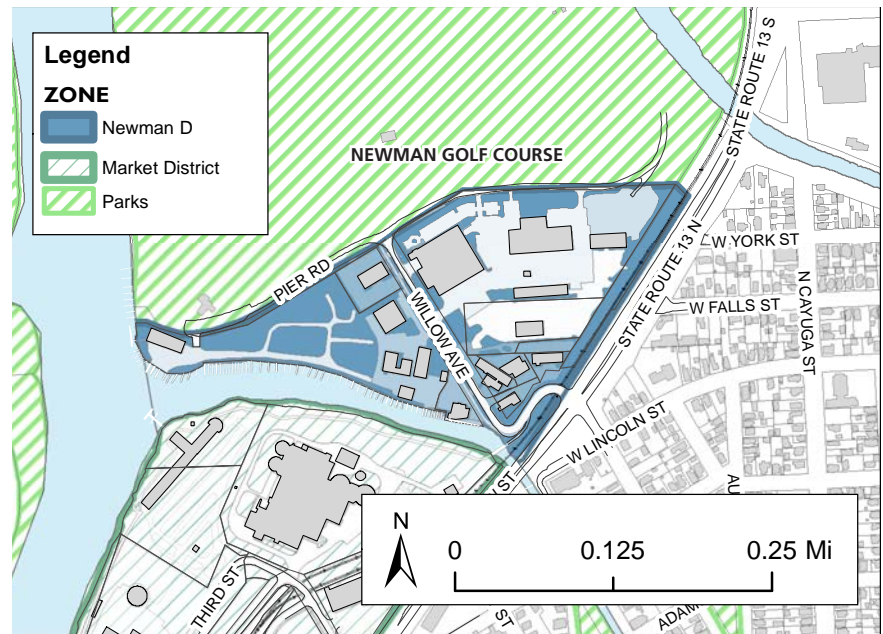 Legend
ZONE
Newman D
Market District
Parks
NEWMAN GOLF COURSE
STATE ROUTE 13 S
STATE ROUTE 13 N
PIER RD
WILLOW AVE
W YORK ST
W FALLS ST
N CAYUGA ST
W LINCOLN ST
THIRD ST
ST
ST
ADAM
AU
N
0
0.125
0.25 Mi